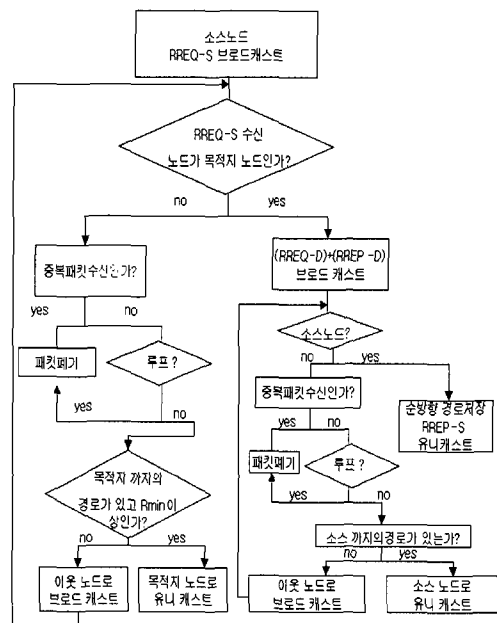 소스노드
RREQ-S 브로드캐스트
RREQ-S 수신
노드가 목적지 노드인가?
no
yes
중복패킷수신인가?
yes
no
패킷폐기
루프 ?
yes
no
목적지 까지의
경로가 있고 Rmin이
상인가?
no
yes
이웃 노드로
브로드 캐스트
목적지 노드로
유니 캐스트
(RREQ-D)+(RREP-D)
브로드 캐스트
소스노드?
no
yes
중복패킷수신인가?
순방향 경로저장
RREP-S
유니캐스트
yes
no
패킷폐기
루프 ?
yes
no
소스 까지의경로가 있는가?
no
yes
이웃 노드로
브로드 캐스트
소스 노드로
유니 캐스트